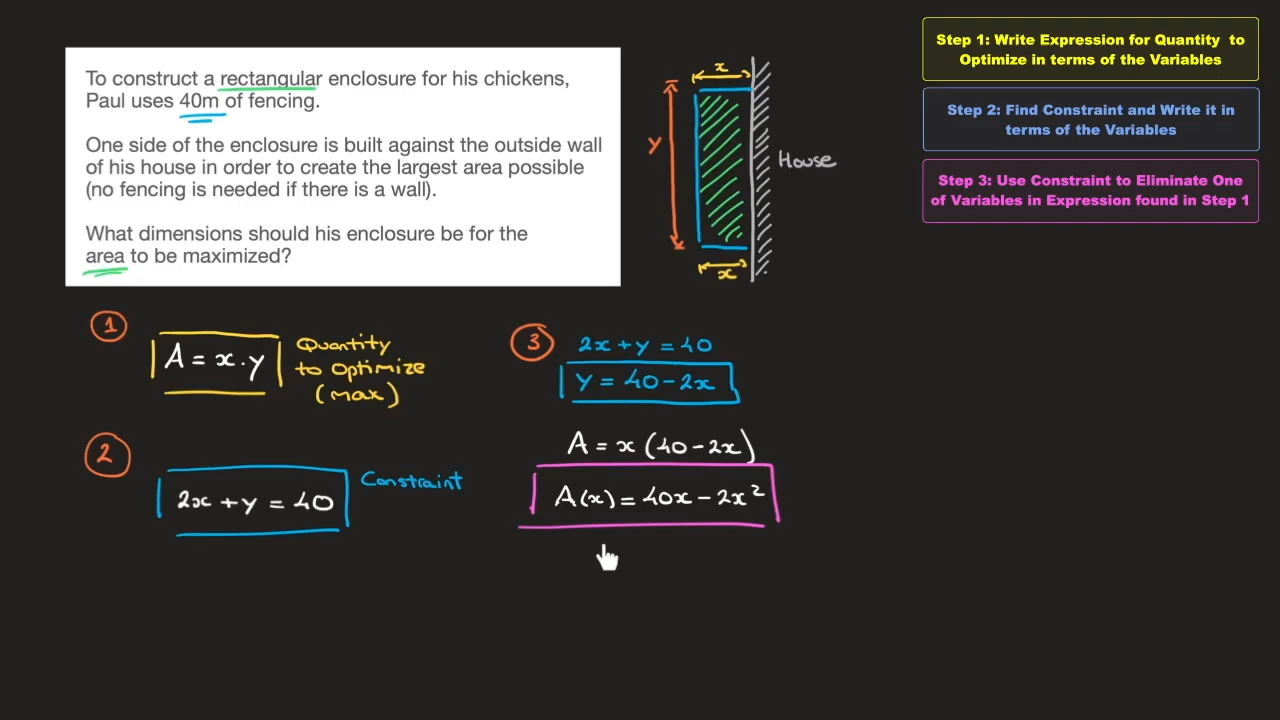 To construct a rectangular enclosure for his chickens,
Paul uses 40m of fencing.
One side of the enclosure is built against the outside wall
of his house in order to create the largest area possible
(no fencing is needed if there is a wall).
What dimensions should his enclosure be for the
area to be maximized?
x
y
House
x
Step 1: Write Expression for Quantity to
Optimize in terms of the Variables
Step 2: Find Constraint and Write it in
terms of the Variables
Step 3: Use Constraint to Eliminate One
of Variables in Expression found in Step 1
1
A = x . y
Quantity
to Optimize
(max)
2
2x + y = 40
Constraint
3
2x + y = 40
y = 40 - 2x
A = x (40 - 2x)
A(x) = 40x - 2x²